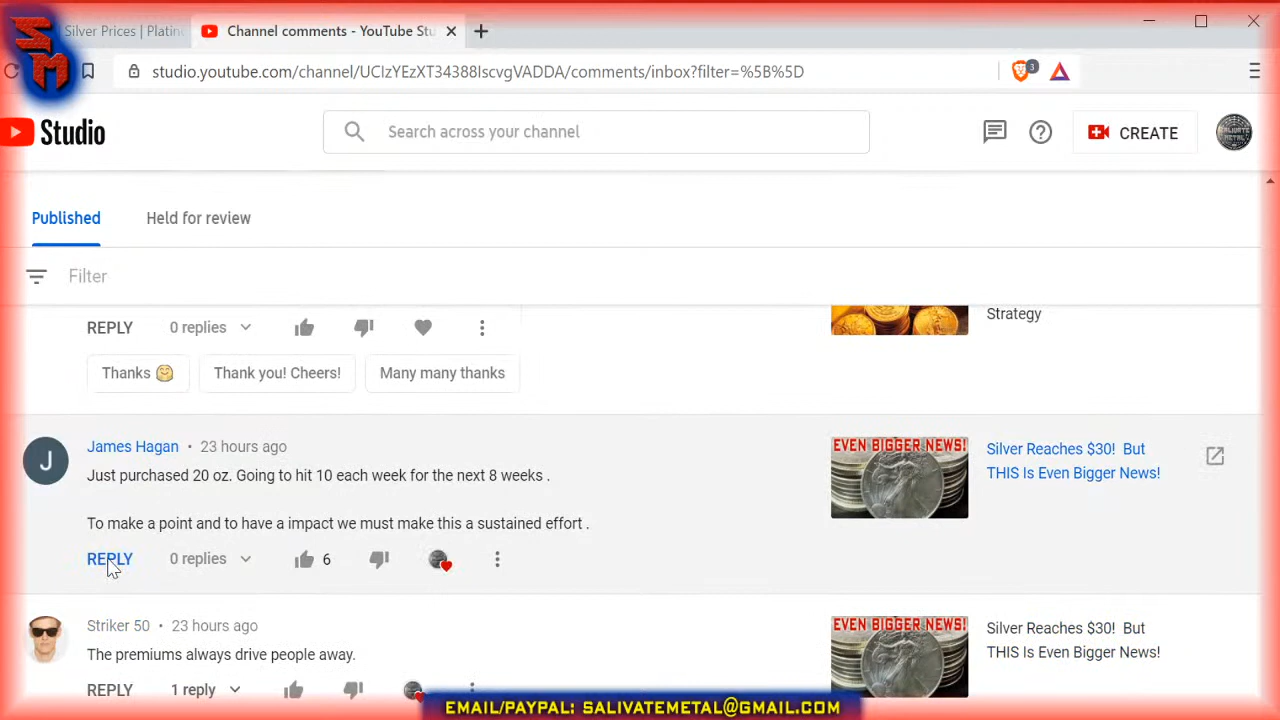 SM
Silver Prices | Platin
Channel comments - YouTube Stu
studio.youtube.com/channel/UCIzYEzXT34388IscvgVADDA/comments/inbox?filter=%5B%5D
3
Studio
Search across your channel
CREATE
Published
Held for review
Filter
REPLY
0 replies
Strategy
Thanks 🤗
Thank you! Cheers!
Many many thanks
J
James Hagan • 23 hours ago
Just purchased 20 oz. Going to hit 10 each week for the next 8 weeks .
To make a point and to have a impact we must make this a sustained effort .
REPLY
0 replies
6
EVEN BIGGER NEWS!
Silver Reaches $30! But
THIS Is Even Bigger News!
Striker 50 • 23 hours ago
The premiums always drive people away.
REPLY
1 reply
EVEN BIGGER NEWS!
Silver Reaches $30! But
THIS Is Even Bigger News!
EMAIL/PAYPAL: SALIVATEMETAL@GMAIL.COM